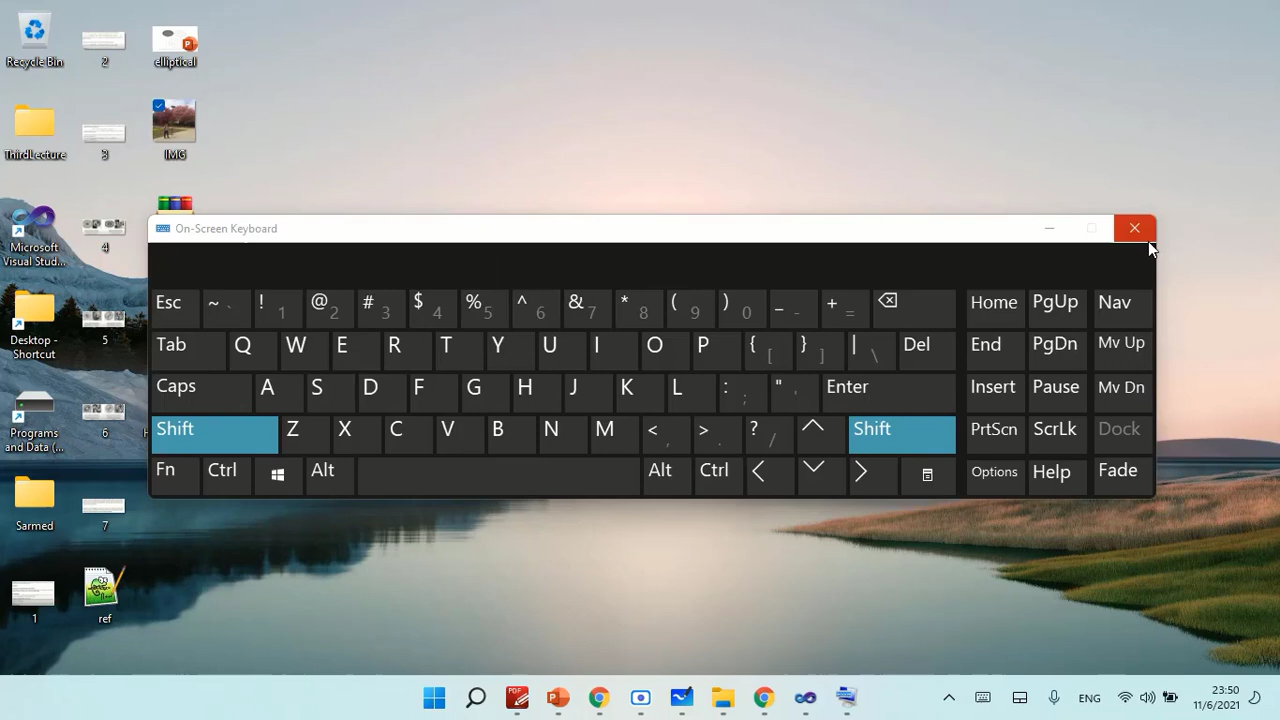 Recycle Bin
2
elliptical
ThirdLecture
3
IMG
Microsoft
Visual Stud...
4
Desktop -
Shortcut
5
Programs
and Data (...
6
Sarmed
7
1
ref
On-Screen Keyboard
Esc ~ ` ! 1 @ 2 # 3 $ 4 % 5 ^ 6 & 7 * 8 ( 9 ) 0 _ - + = Home PgUp Nav
Tab Q W E R T Y U I O P { [ } ] | \ Del End PgDn Mv Up
Caps A S D F G H J K L : ; " ' Enter Insert Pause Mv Dn
Shift Z X C V B N M < , > . ? / Shift PrtScn ScrLk Dock
Fn Ctrl Alt Alt Ctrl Options Help Fade
PDF
ENG
23:50
11/6/2021